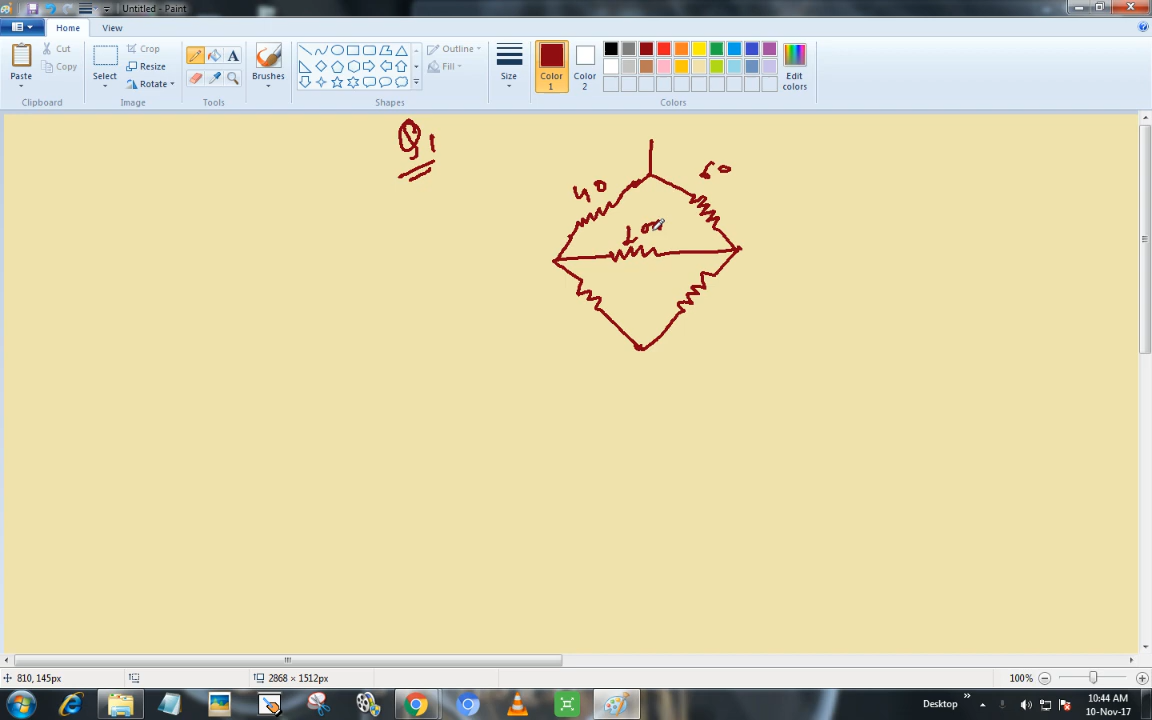 Untitled - Paint
Home
View
Paste
Cut
Copy
Clipboard
Select
Crop
Resize
Rotate
Image
Tools
Brushes
Shapes
Outline
Fill
Size
Color 1
Color 2
Edit colors
Colors
Q1
40
60
810, 145px
2868 × 1512px
100%
Desktop
10:44 AM
10-Nov-17